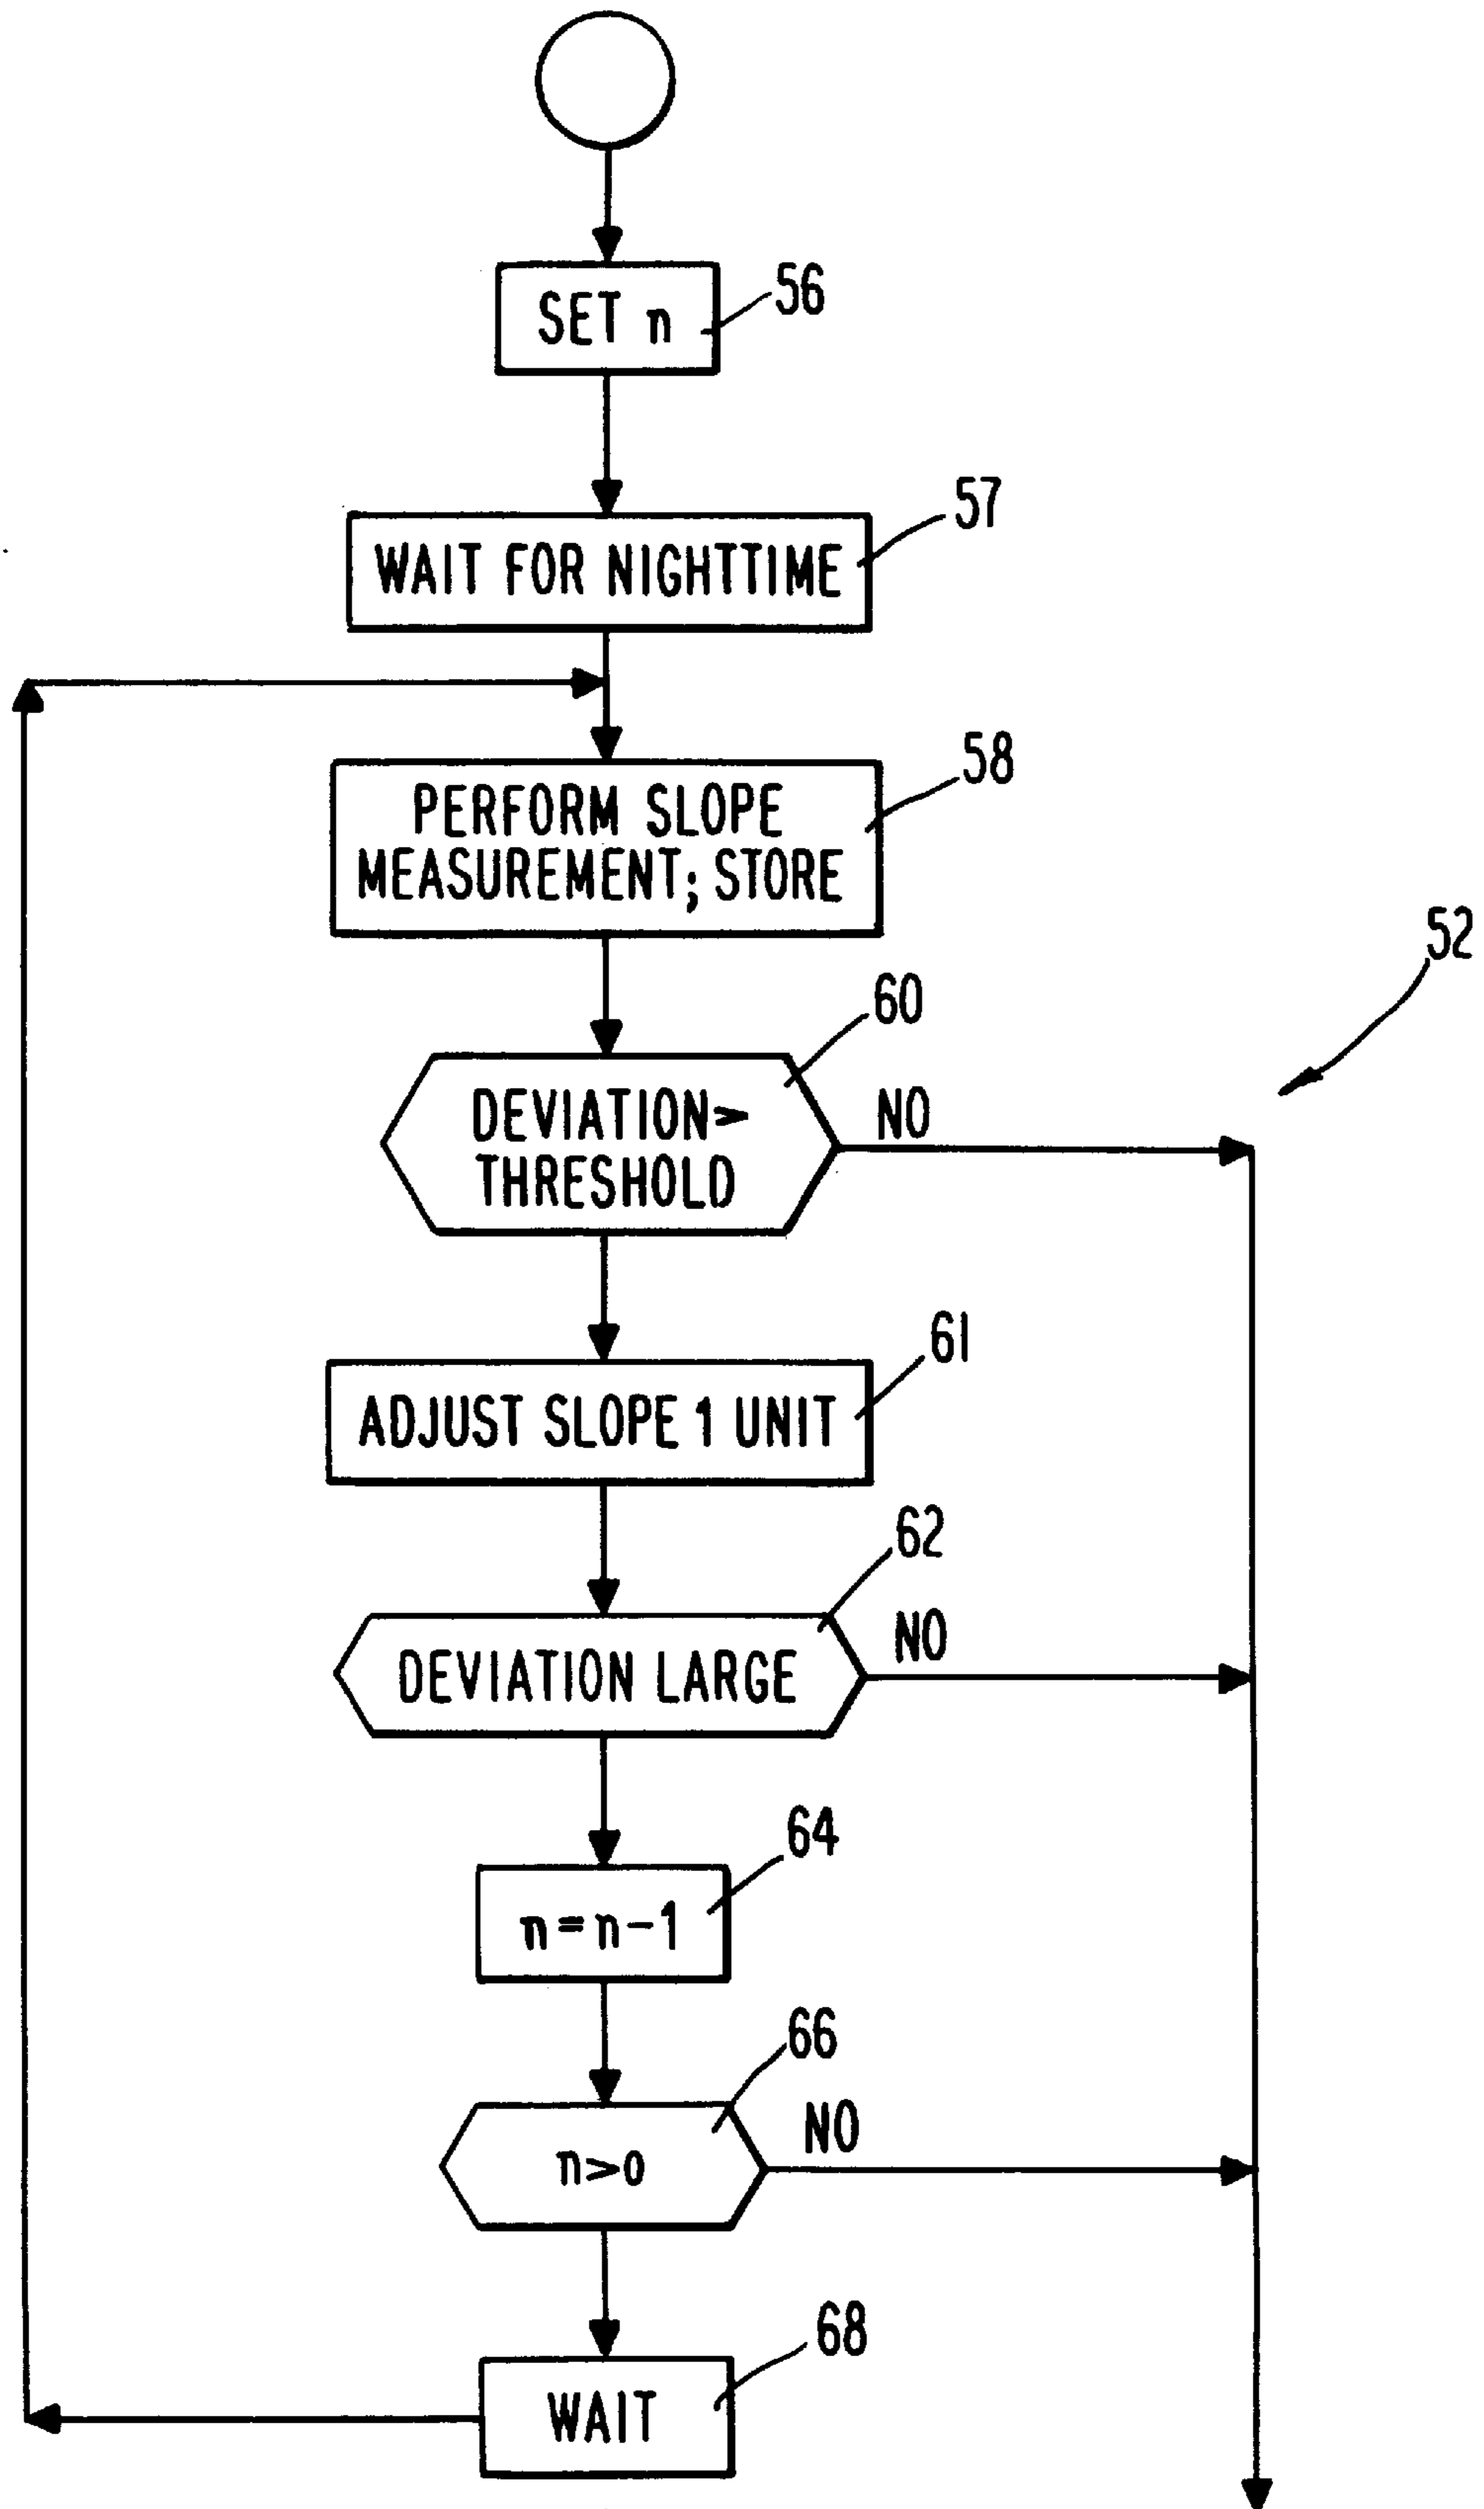 SET n
56
WAIT FOR NIGHTTIME
57
PERFORM SLOPE
MEASUREMENT; STORE
58
52
DEVIATION>
THRESHOLD
60
NO
ADJUST SLOPE 1 UNIT
61
DEVIATION LARGE
62
NO
n=n-1
64
n>0
66
NO
WAIT
68